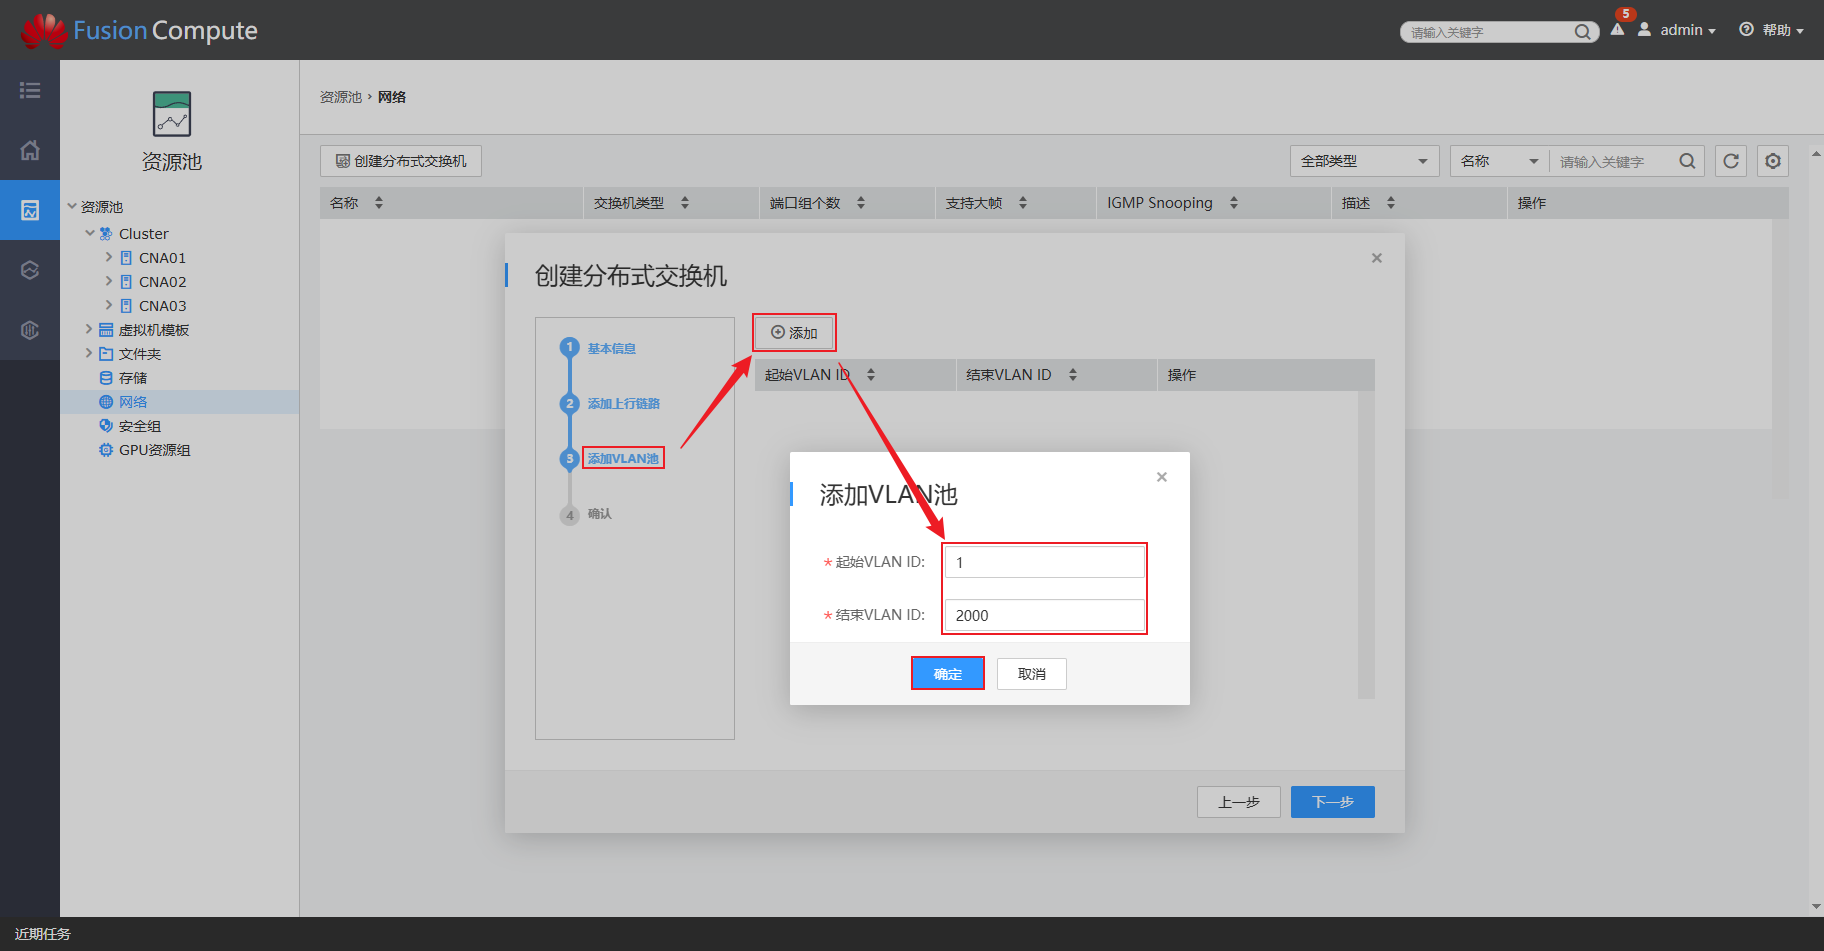 FusionCompute
请输入关键字
5
admin
帮助
资源池
资源池
Cluster
CNA01
CNA02
CNA03
虚拟机模板
文件夹
存储
网络
安全组
GPU资源组
资源池 › 网络
创建分布式交换机
全部类型
名称
请输入关键字
名称 交换机类型 端口组个数 支持大帧 IGMP Snooping 描述 操作
创建分布式交换机
1 基本信息
2 添加上行链路
3 添加VLAN池
4 确认
添加
起始VLAN ID 结束VLAN ID 操作
添加VLAN池
* 起始VLAN ID: 1
* 结束VLAN ID: 2000
确定 取消
上一步 下一步
近期任务